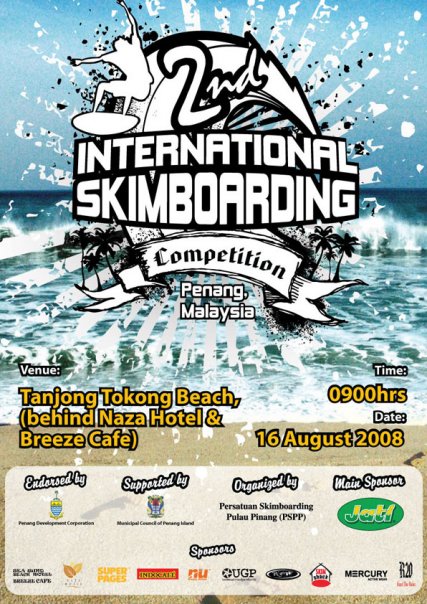 2nd
INTERNATIONAL
SKIMBOARDING
Competition
Penang,
Malaysia
Venue:
Tanjong Tokong Beach,
(behind Naza Hotel &
Breeze Cafe)
Time:
0900hrs
Date:
16 August 2008
Endorsed by
Penang Development Corporation
Supported by
Municipal Council of Penang Island
Organized by
Persatuan Skimboarding
Pulau Pinang (PSPP)
Main Sponsor
Jati
Sponsors
BREEZE CAFE
SUPER
PAGES
INDOCAFE
UGP
MERCURY